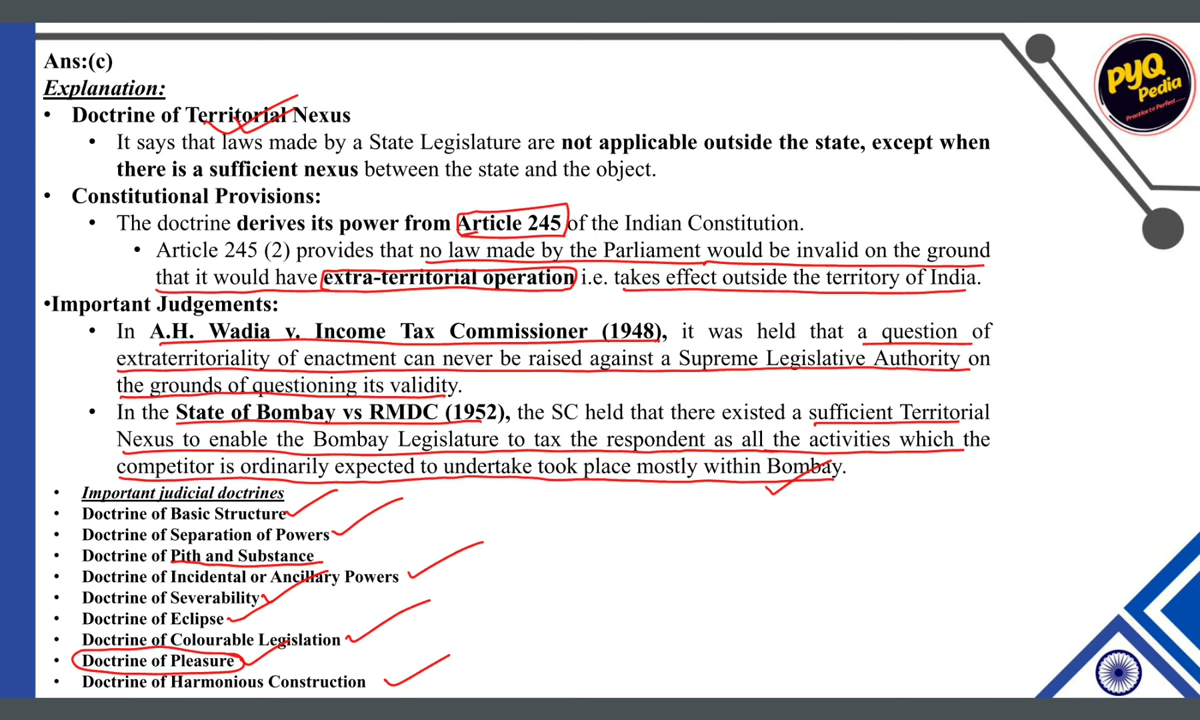 Ans:(c)
Explanation:
• Doctrine of Territorial Nexus
• It says that laws made by a State Legislature are not applicable outside the state, except when
there is a sufficient nexus between the state and the object.
• Constitutional Provisions:
• The doctrine derives its power from Article 245 of the Indian Constitution.
• Article 245 (2) provides that no law made by the Parliament would be invalid on the ground
that it would have extra-territorial operation i.e. takes effect outside the territory of India.
•Important Judgements:
• In A.H. Wadia v. Income Tax Commissioner (1948), it was held that a question of
extraterritoriality of enactment can never be raised against a Supreme Legislative Authority on
the grounds of questioning its validity.
• In the State of Bombay vs RMDC (1952), the SC held that there existed a sufficient Territorial
Nexus to enable the Bombay Legislature to tax the respondent as all the activities which the
competitor is ordinarily expected to undertake took place mostly within Bombay.
• Important judicial doctrines
• Doctrine of Basic Structure
• Doctrine of Separation of Powers
• Doctrine of Pith and Substance
• Doctrine of Incidental or Ancillary Powers
• Doctrine of Severability
• Doctrine of Eclipse
• Doctrine of Colourable Legislation
• Doctrine of Pleasure
• Doctrine of Harmonious Construction
PYQ
Pedia
Practice to Perfect